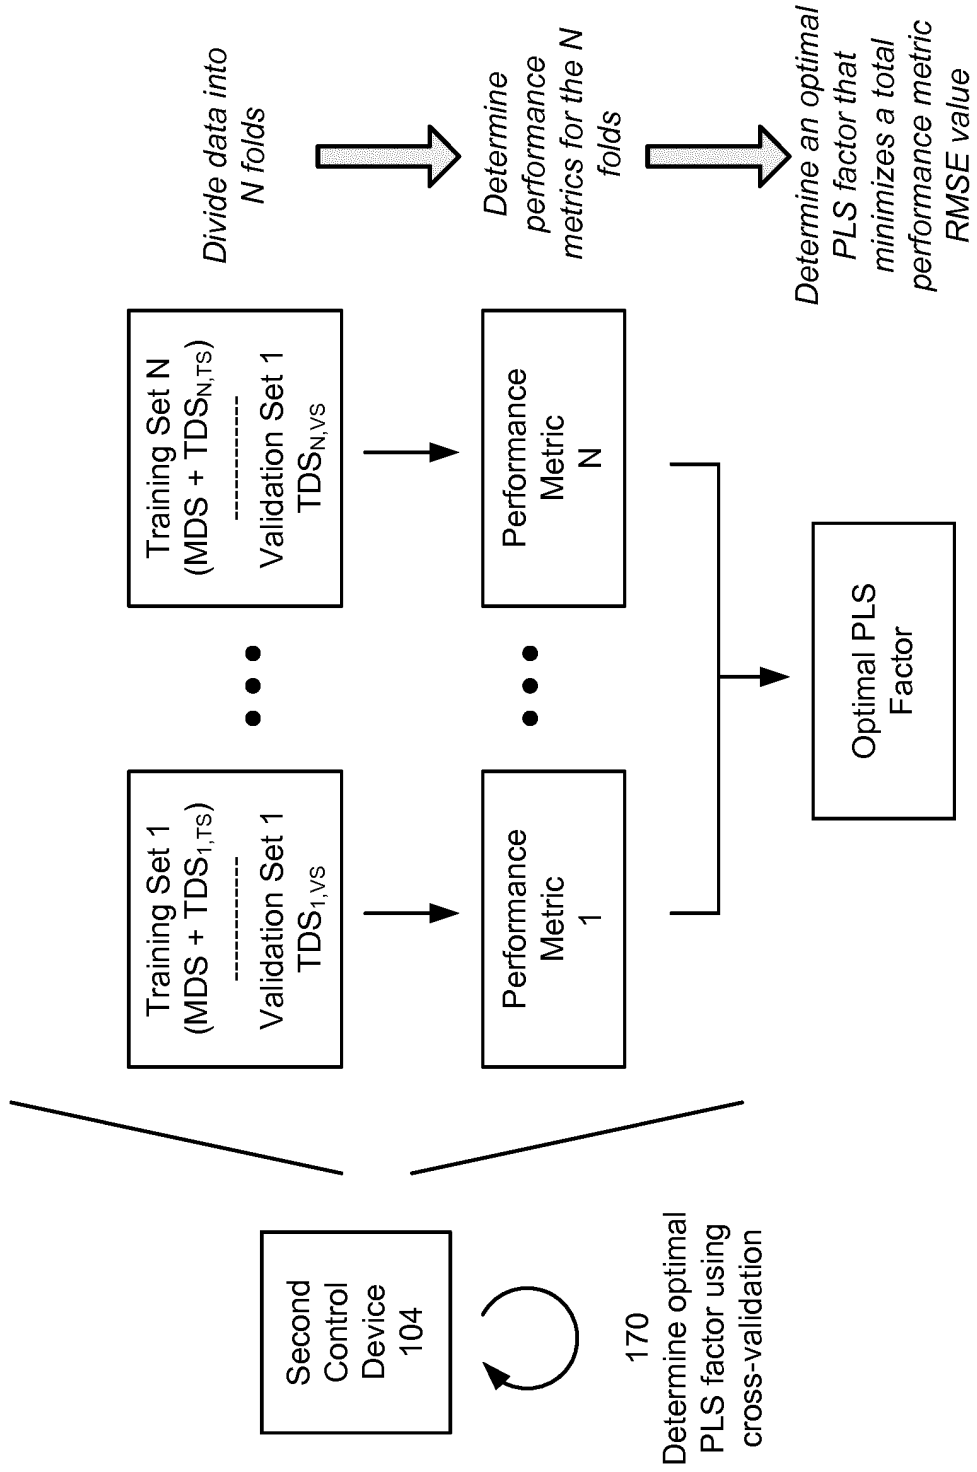 Second
Control
Device
104
170
Determine optimal
PLS factor using
cross-validation
Training Set 1
(MDS + TDS1,TS)
Validation Set 1
TDS1,VS
Training Set N
(MDS + TDSN,TS)
Validation Set 1
TDSN,VS
Divide data into
N folds
Performance
Metric
1
Performance
Metric
N
Determine
performance
metrics for the N
folds
Optimal PLS
Factor
Determine an optimal
PLS factor that
minimizes a total
performance metric
RMSE value